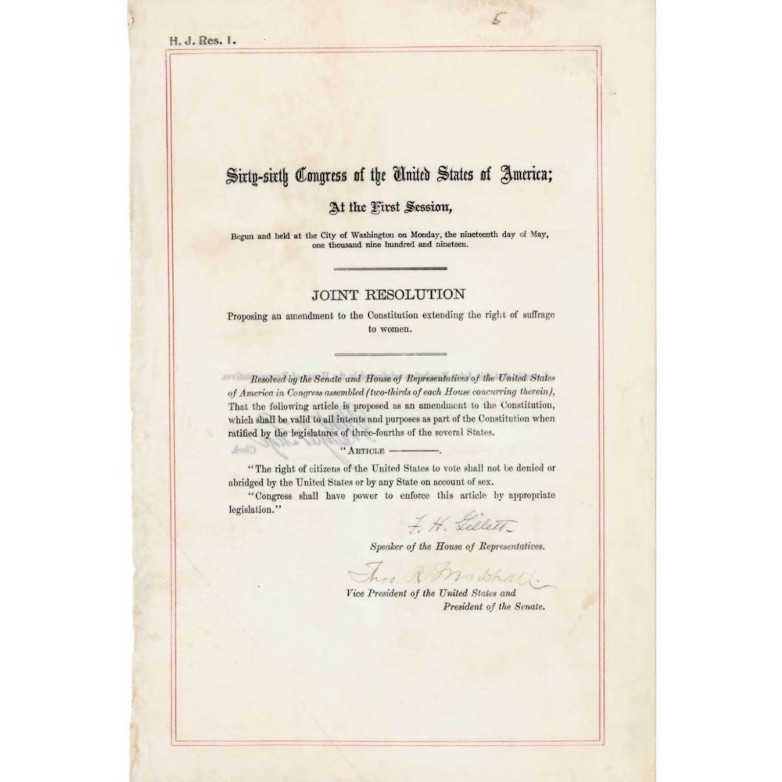 5
H. J. Res. 1.
Sixty-sixth Congress of the United States of America;
At the First Session,
Begun and held at the City of Washington on Monday, the nineteenth day of May,
one thousand nine hundred and nineteen.
JOINT RESOLUTION
Proposing an amendment to the Constitution extending the right of suffrage
to women.
Resolved by the Senate and House of Representatives of the United States
of America in Congress assembled (two-thirds of each House concurring therein),
That the following article is proposed as an amendment to the Constitution,
which shall be valid to all intents and purposes as part of the Constitution when
ratified by the legislatures of three-fourths of the several States.
"ARTICLE ————.
"The right of citizens of the United States to vote shall not be denied or
abridged by the United States or by any State on account of sex.
"Congress shall have power to enforce this article by appropriate
legislation."
F. H. Gillett
Speaker of the House of Representatives.
Thos. R. Marshall
Vice President of the United States and
President of the Senate.